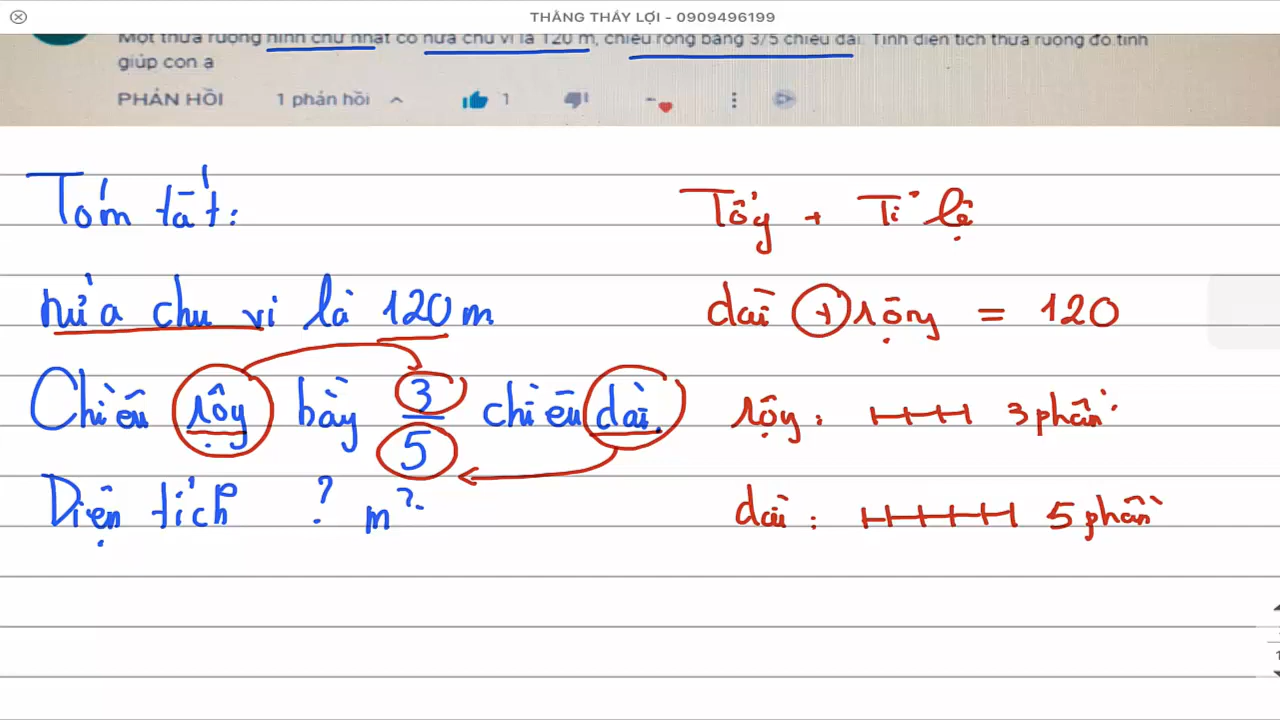 THẮNG THẦY LỢI - 0909496199
Một thửa ruộng hình chữ nhật có nửa chu vi là 120 m, chiều rộng bằng 3/5 chiều dài. Tính diện tích thửa ruộng đó tính
giúp con ạ
PHẢN HỒI 1 phản hồi 1
Tóm tắt:
nửa chu vi là 120 m
Chiều rộng bằng 3/5 chiều dài.
Diện tích ? m²
Tổng + Tỉ lệ
dài + rộng = 120
rộng: 3 phần
dài: 5 phần
1